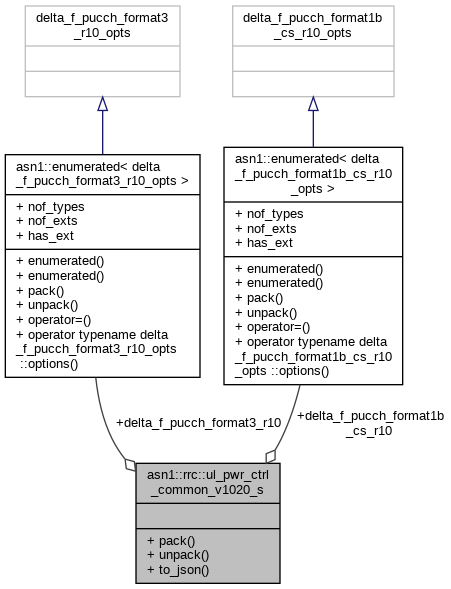 delta_f_pucch_format3
_r10_opts
delta_f_pucch_format1b
_cs_r10_opts
asn1::enumerated< delta
_f_pucch_format3_r10_opts >
+ nof_types
+ nof_exts
+ has_ext
+ enumerated()
+ enumerated()
+ pack()
+ unpack()
+ operator=()
+ operator typename delta
_f_pucch_format3_r10_opts
::options()
asn1::enumerated< delta
_f_pucch_format1b_cs_r10
_opts >
+ nof_types
+ nof_exts
+ has_ext
+ enumerated()
+ enumerated()
+ pack()
+ unpack()
+ operator=()
+ operator typename delta
_f_pucch_format1b_cs_r10
_opts ::options()
+delta_f_pucch_format3_r10
+delta_f_pucch_format1b
_cs_r10
asn1::rrc::ul_pwr_ctrl
_common_v1020_s
+ pack()
+ unpack()
+ to_json()